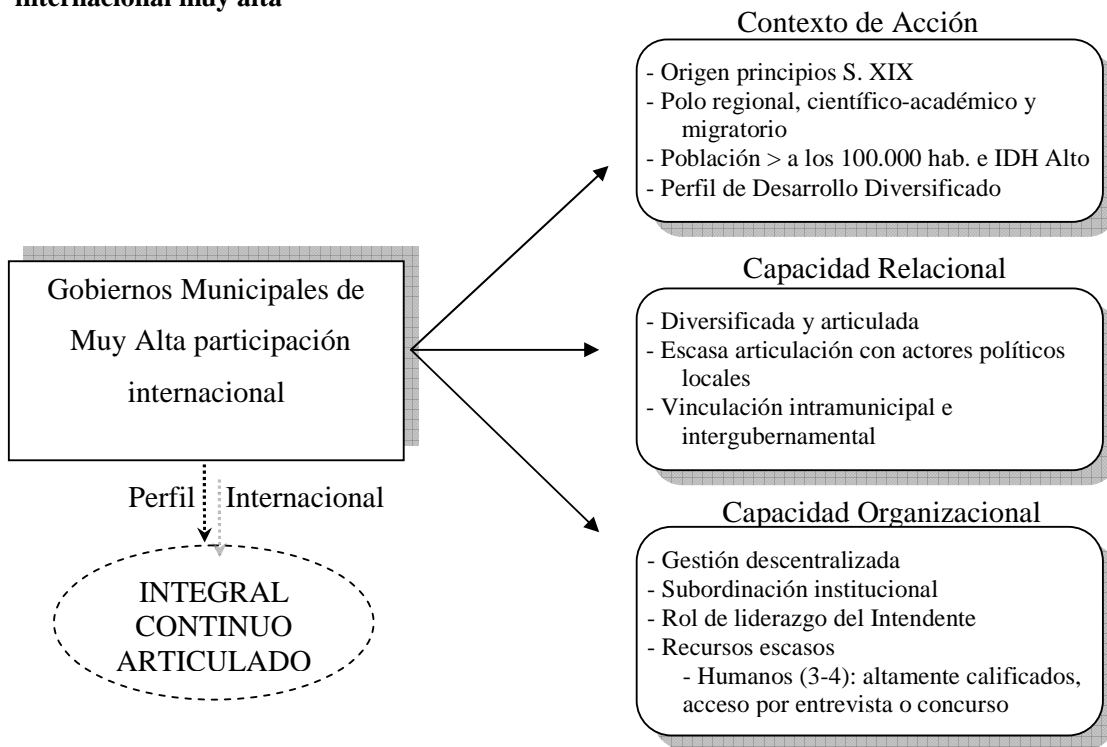 internacional muy alta
Contexto de Acción
- Origen principios S. XIX
- Polo regional, científico-académico y
migratorio
- Población > a los 100.000 hab. e IDH Alto
- Perfil de Desarrollo Diversificado
Gobiernos Municipales de
Muy Alta participación
internacional
Capacidad Relacional
- Diversificada y articulada
- Escasa articulación con actores políticos
locales
- Vinculación intramunicipal e
intergubernamental
Perfil Internacional
INTEGRAL
CONTINUO
ARTICULADO
Capacidad Organizacional
- Gestión descentralizada
- Subordinación institucional
- Rol de liderazgo del Intendente
- Recursos escasos
- Humanos (3-4): altamente calificados,
acceso por entrevista o concurso